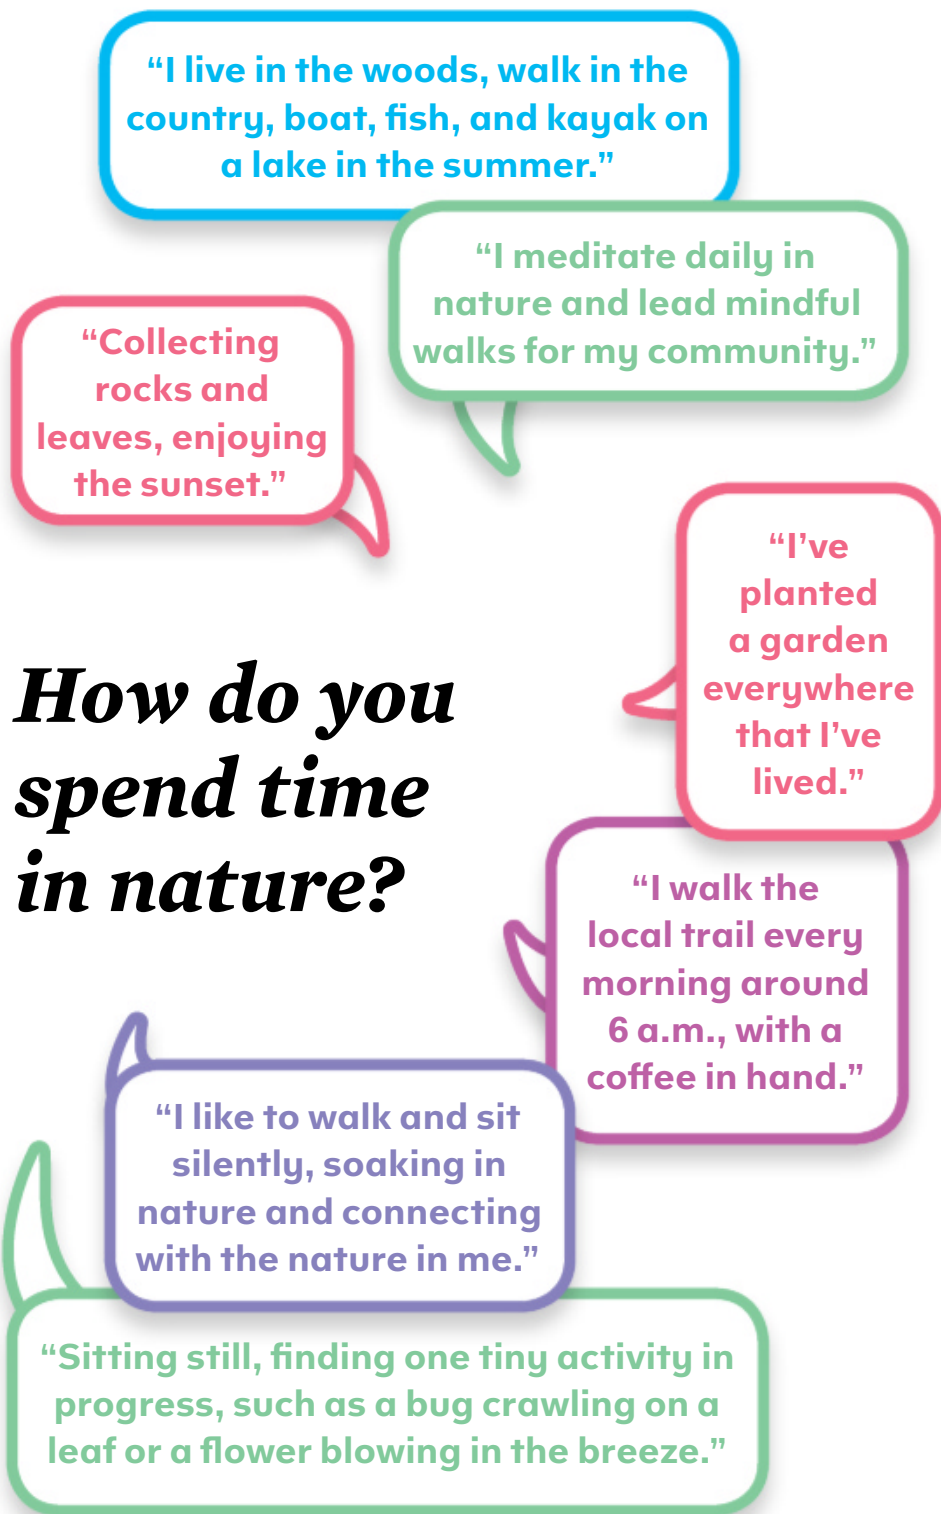 “I live in the woods, walk in the
country, boat, fish, and kayak on
a lake in the summer.”
“I meditate daily in
nature and lead mindful
walks for my community.”
“Collecting
rocks and
leaves, enjoying
the sunset.”
“I’ve
planted
a garden
everywhere
that I’ve
lived.”
How do you
spend time
in nature?
“I walk the
local trail every
morning around
6 a.m., with a
coffee in hand.”
“I like to walk and sit
silently, soaking in
nature and connecting
with the nature in me.”
“Sitting still, finding one tiny activity in
progress, such as a bug crawling on a
leaf or a flower blowing in the breeze.”